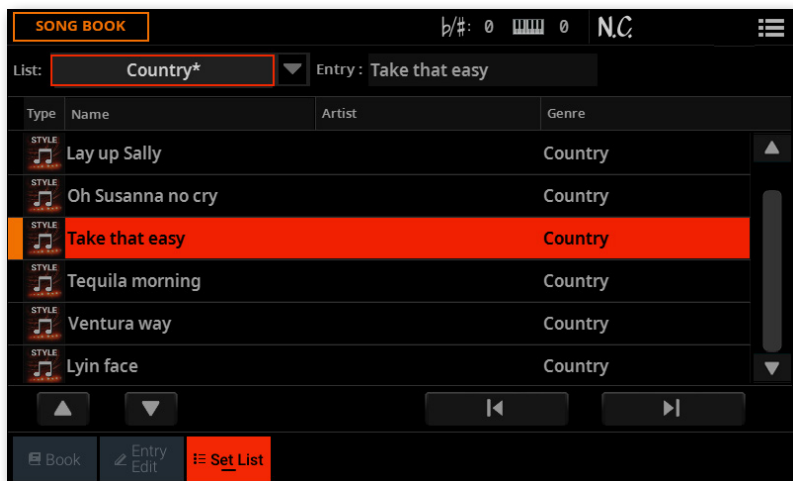 SONG BOOK ♭/♯: 0 0 N.C.
List: Country* Entry : Take that easy
Type Name Artist Genre
STYLE Lay up Sally Country
STYLE Oh Susanna no cry Country
STYLE Take that easy Country
STYLE Tequila morning Country
STYLE Ventura way Country
STYLE Lyin face Country
Book Entry Edit Set List